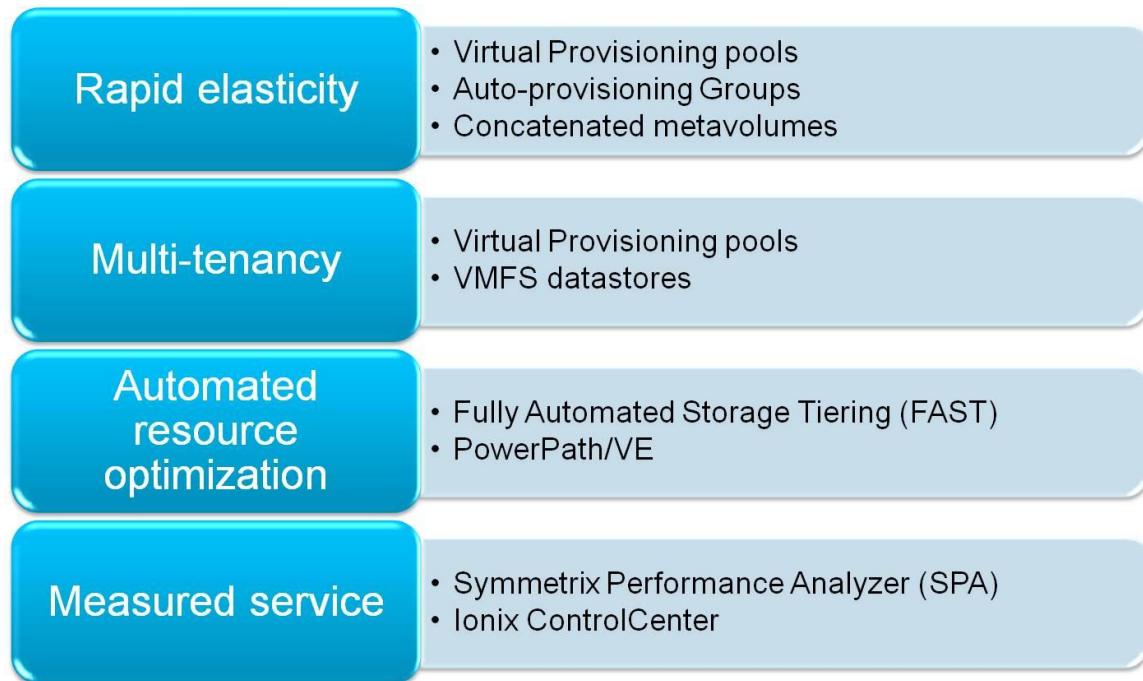 Rapid elasticity
• Virtual Provisioning pools
• Auto-provisioning Groups
• Concatenated metavolumes
Multi-tenancy
• Virtual Provisioning pools
• VMFS datastores
Automated
resource
optimization
• Fully Automated Storage Tiering (FAST)
• PowerPath/VE
Measured service
• Symmetrix Performance Analyzer (SPA)
• Ionix ControlCenter